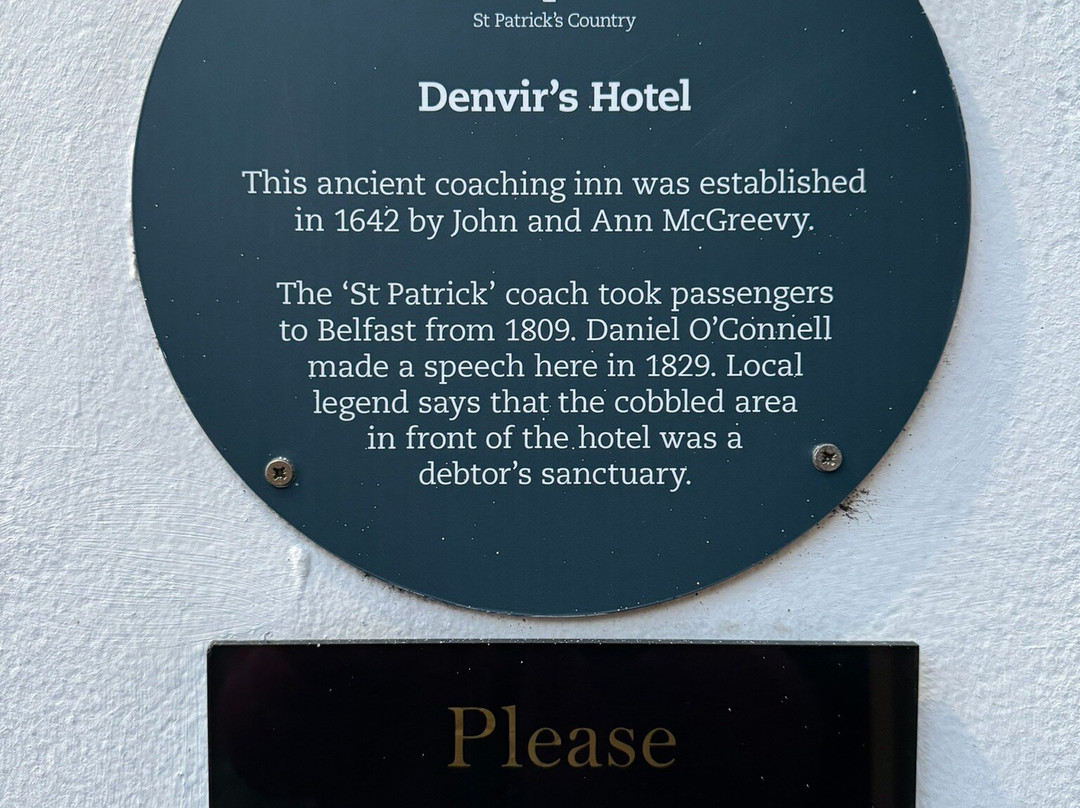 St Patrick's Country
Denvir's Hotel
This ancient coaching inn was established
in 1642 by John and Ann McGreevy.
The ‘St Patrick’ coach took passengers
to Belfast from 1809. Daniel O’Connell
made a speech here in 1829. Local
legend says that the cobbled area
in front of the hotel was a
debtor’s sanctuary.
Please